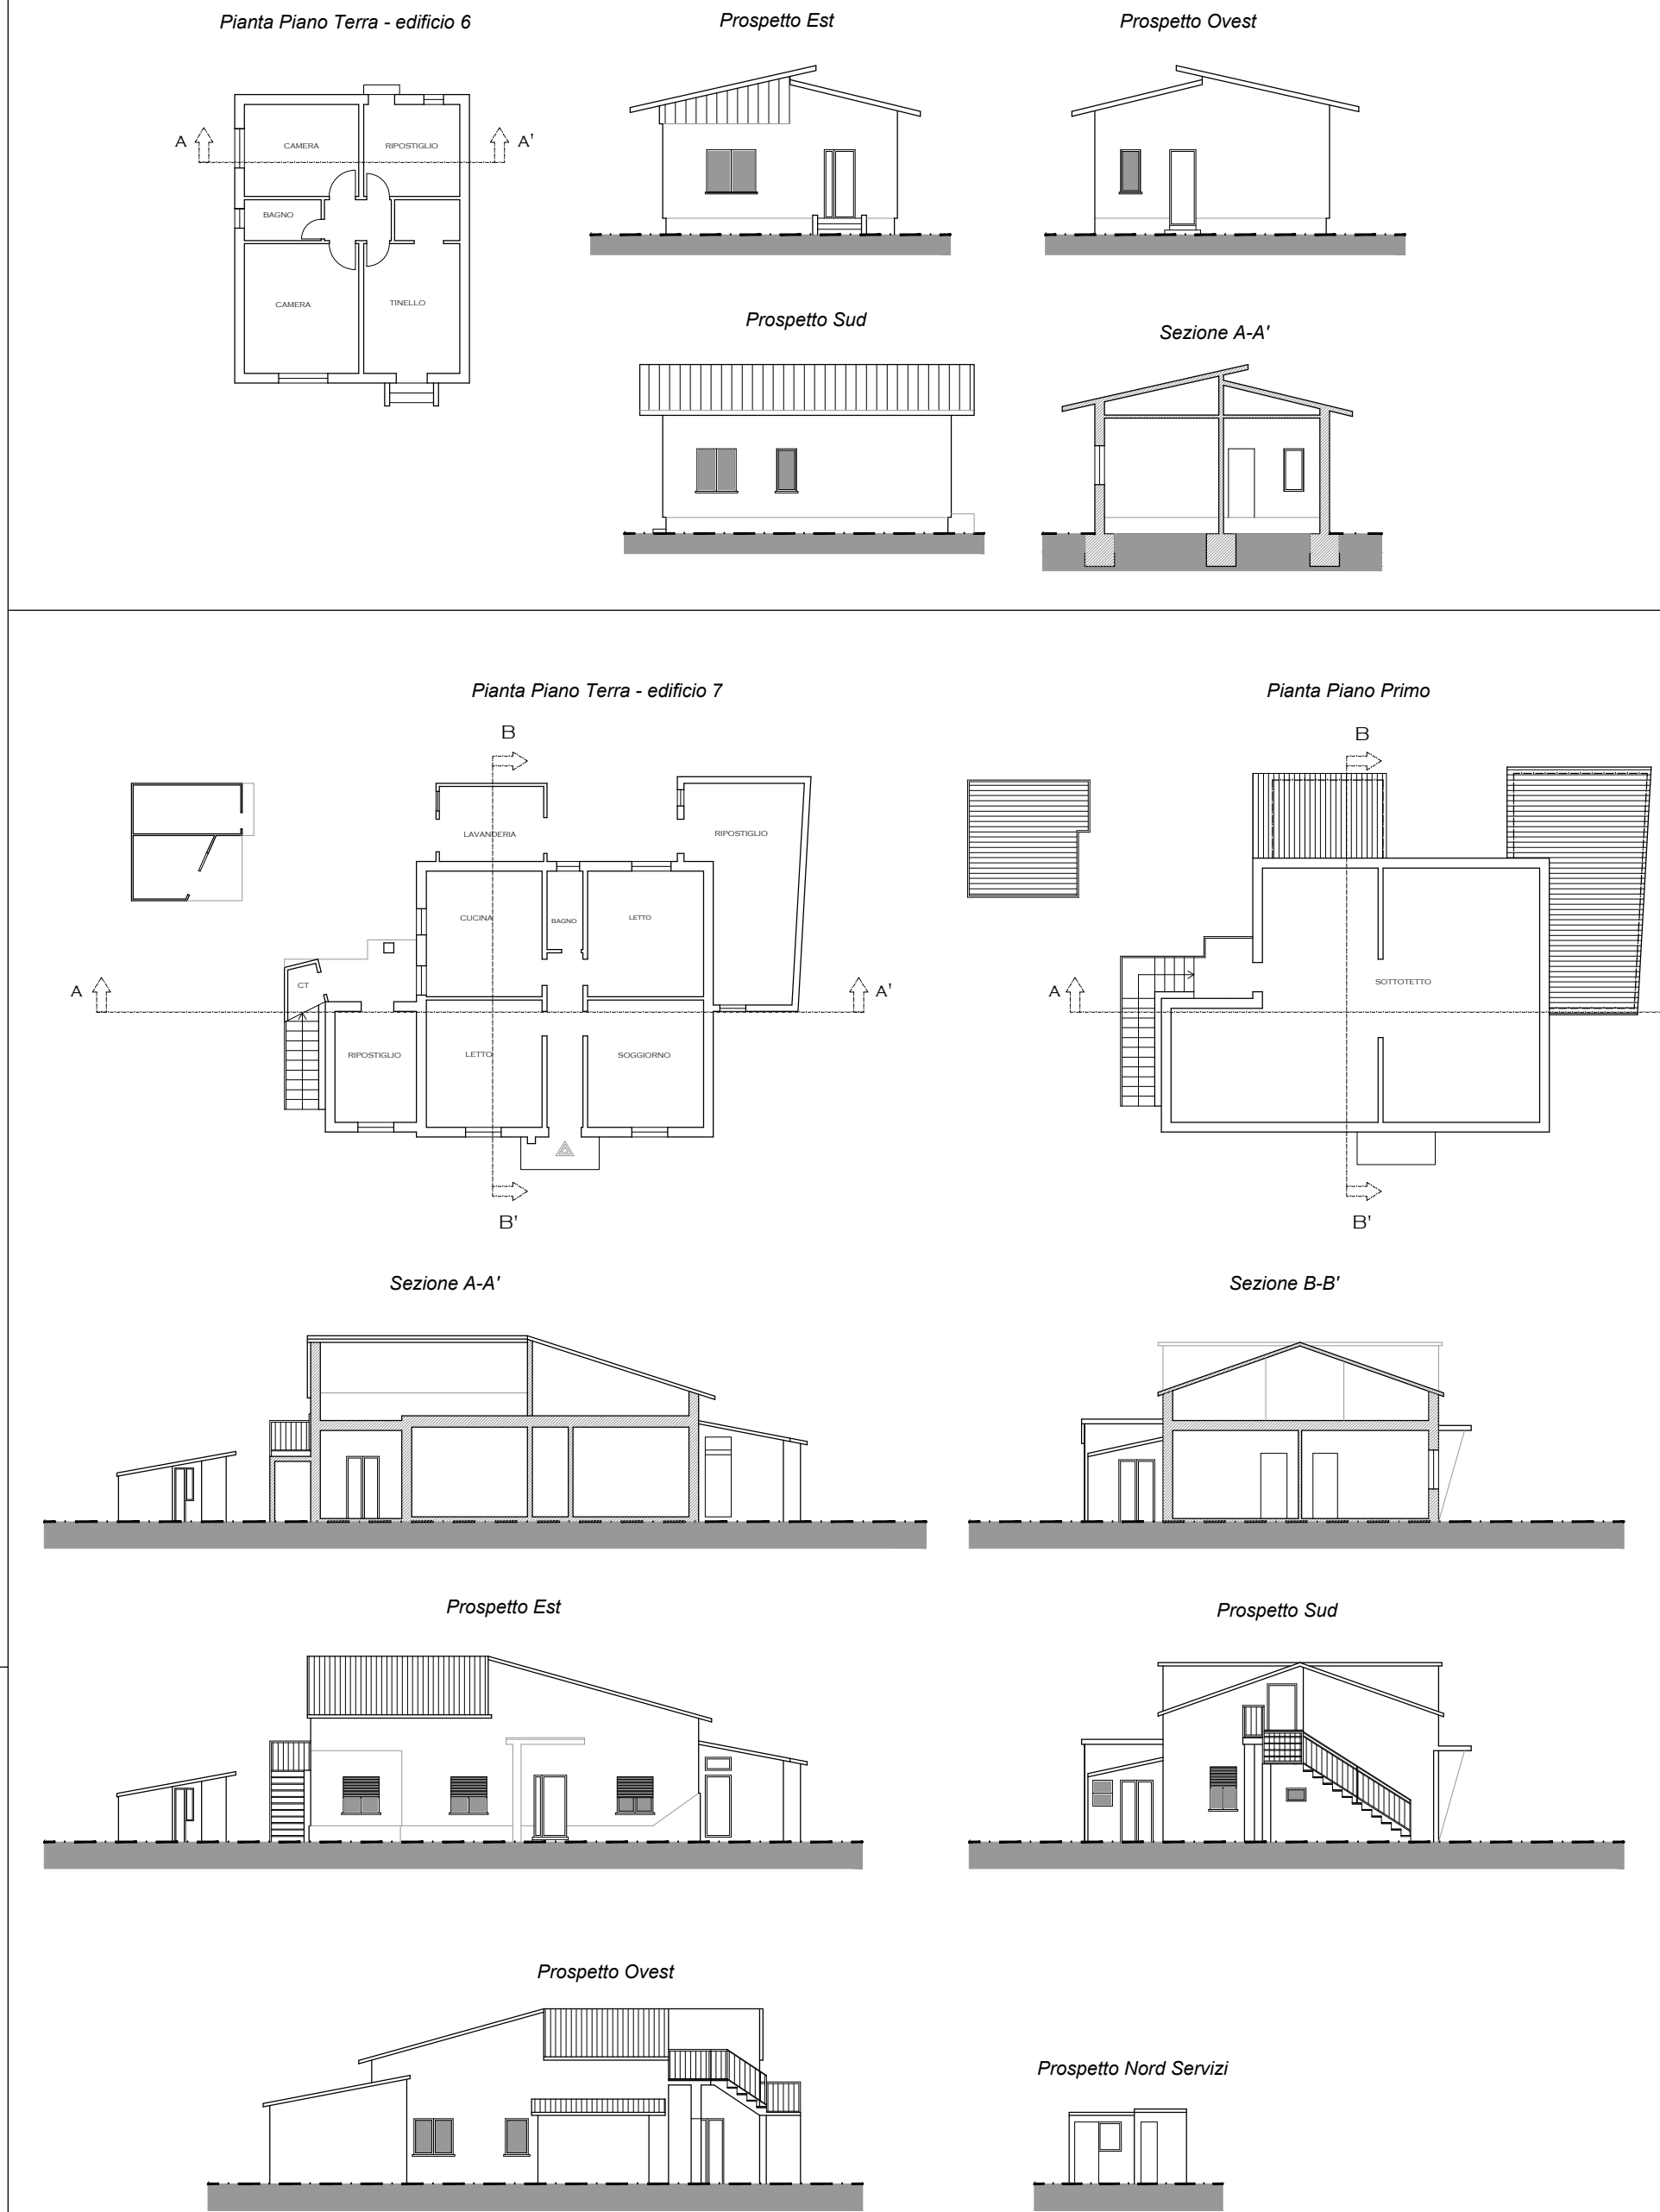 Pianta Piano Terra - edificio 6
Prospetto Est
Prospetto Ovest
A
A'
CAMERA
RIPOSTIGLIO
BAGNO
CAMERA
TINELLO
Prospetto Sud
Sezione A-A'
Pianta Piano Terra - edificio 7
Pianta Piano Primo
B
B
LAVANDERIA
RIPOSTIGLIO
CUCINA
BAGNO
LETTO
CT
SOTTOTETTO
A
A'
A
RIPOSTIGLIO
LETTO
SOGGIORNO
B'
B'
Sezione A-A'
Sezione B-B'
Prospetto Est
Prospetto Sud
Prospetto Ovest
Prospetto Nord Servizi